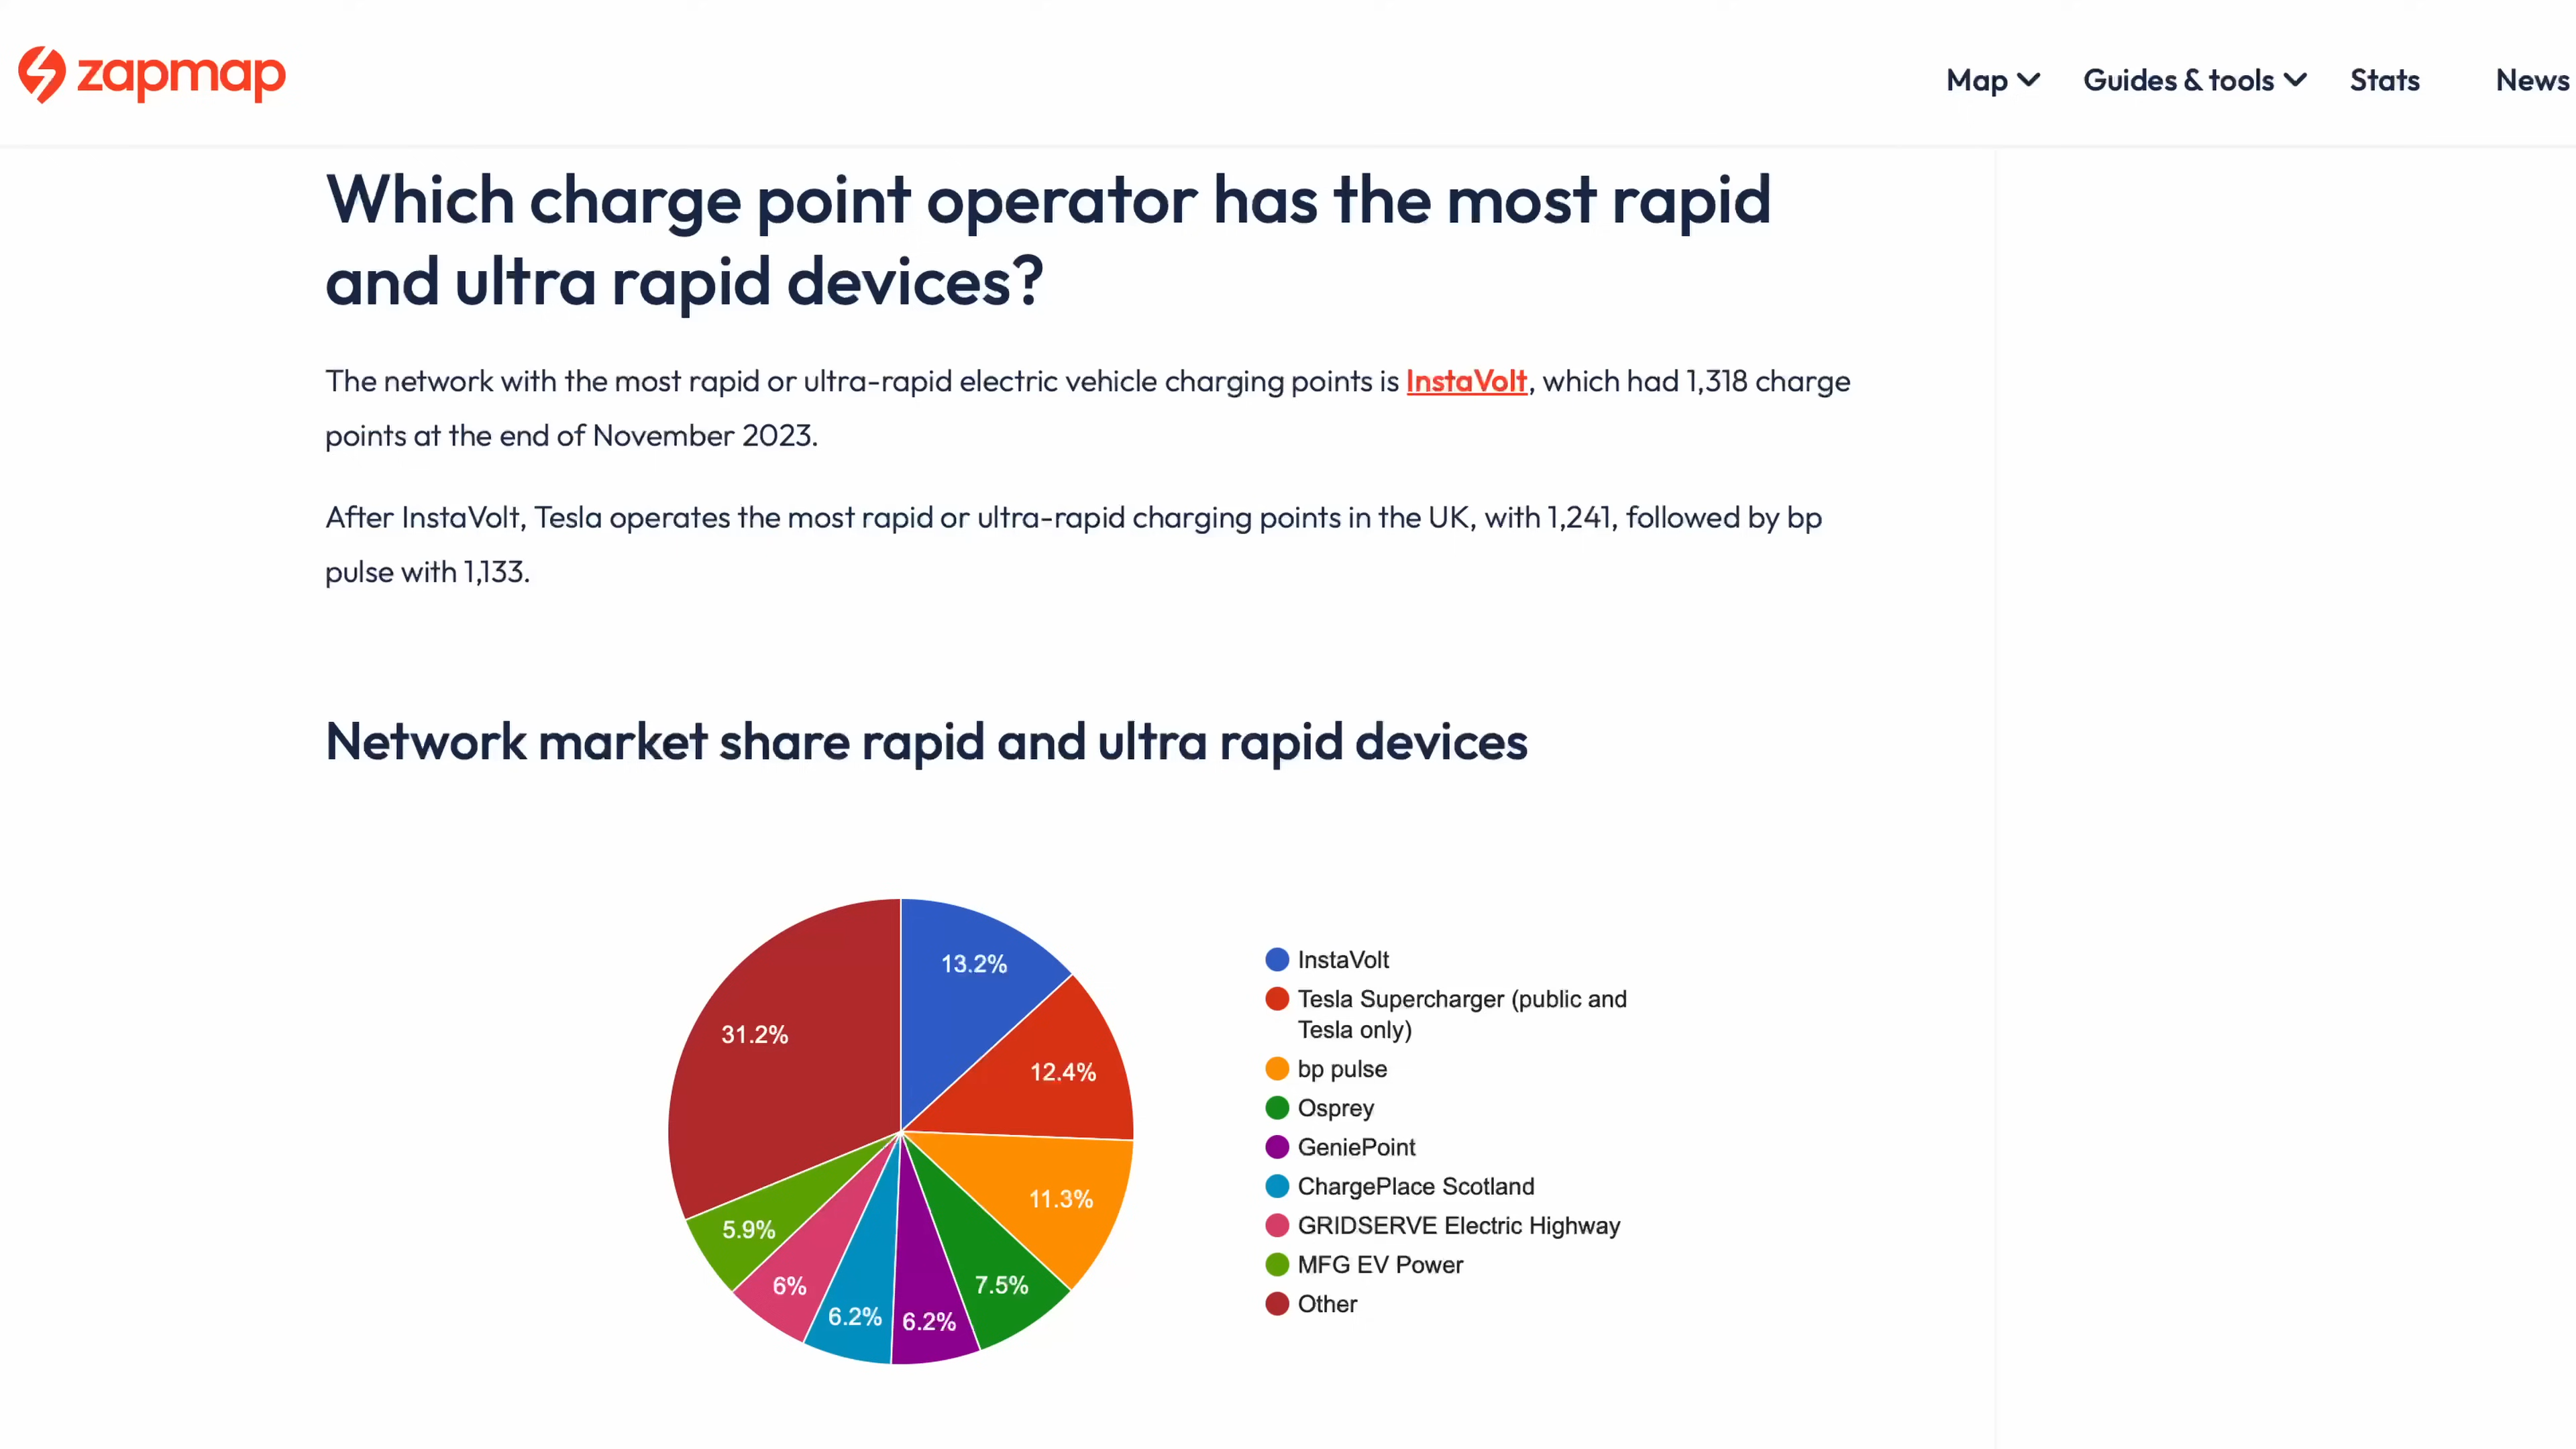 zapmap
Map
Guides & tools
Stats
News
Which charge point operator has the most rapid
and ultra rapid devices?
The network with the most rapid or ultra-rapid electric vehicle charging points is InstaVolt, which had 1,318 charge
points at the end of November 2023.
After InstaVolt, Tesla operates the most rapid or ultra-rapid charging points in the UK, with 1,241, followed by bp
pulse with 1,133.
Network market share rapid and ultra rapid devices
13.2%
12.4%
11.3%
7.5%
6.2%
6.2%
6%
5.9%
31.2%
InstaVolt
Tesla Supercharger (public and
Tesla only)
bp pulse
Osprey
GeniePoint
ChargePlace Scotland
GRIDSERVE Electric Highway
MFG EV Power
Other